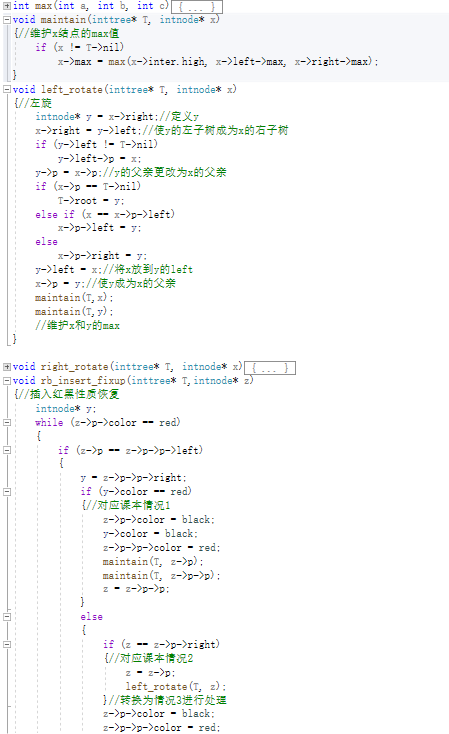 int max(int a, int b, int c) { ... }
void maintain(inttree* T, intnode* x)
{//维护x结点的max值
    if (x != T->nil)
        x->max = max(x->inter.high, x->left->max, x->right->max);
}
void left_rotate(inttree* T, intnode* x)
{//左旋
    intnode* y = x->right;//定义y
    x->right = y->left;//使y的左子树成为x的右子树
    if (y->left != T->nil)
        y->left->p = x;
    y->p = x->p;//y的父亲更改为x的父亲
    if (x->p == T->nil)
        T->root = y;
    else if (x == x->p->left)
        x->p->left = y;
    else
        x->p->right = y;
    y->left = x;//将x放到y的left
    x->p = y;//使y成为x的父亲
    maintain(T,x);
    maintain(T,y);
    //维护x和y的max
}
void right_rotate(inttree* T, intnode* x) { ... }
void rb_insert_fixup(inttree* T,intnode* z)
{//插入红黑性质恢复
    intnode* y;
    while (z->p->color == red)
    {
        if (z->p == z->p->p->left)
        {
            y = z->p->p->right;
            if (y->color == red)
            {//对应课本情况1
                z->p->color = black;
                y->color = black;
                z->p->p->color = red;
                maintain(T, z->p);
                maintain(T, z->p->p);
                z = z->p->p;
            }
            else
            {
                if (z == z->p->right)
                {//对应课本情况2
                    z = z->p;
                    left_rotate(T, z);
                }//转换为情况3进行处理
                z->p->color = black;
                z->p->p->color = red;